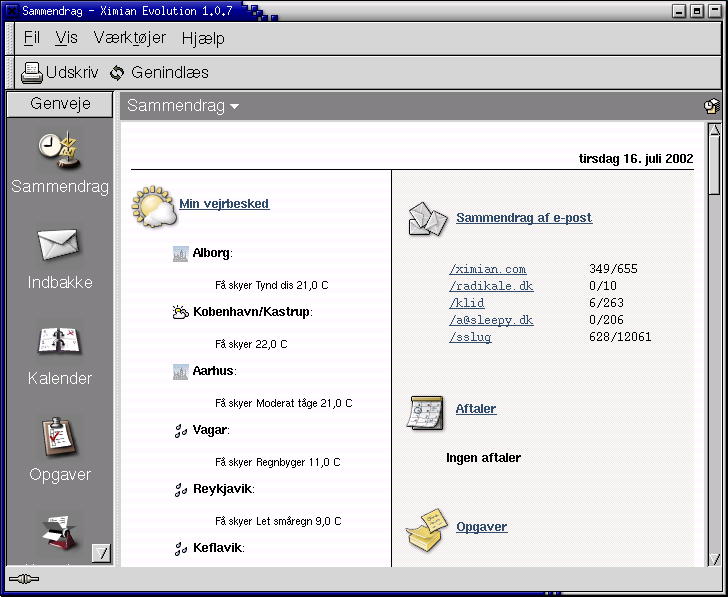 Sammendrag - Ximian Evolution 1.0.7
Fil Vis Værktøjer Hjælp
Udskriv Genindlæs
Genveje
Sammendrag
Indbakke
Kalender
Opgaver
Sammendrag
tirsdag 16. juli 2002
Min vejrbesked
Alborg:
Få skyer Tynd dis 21,0 C
Kobenhavn/Kastrup:
Få skyer 22,0 C
Aarhus:
Få skyer Moderat tåge 21,0 C
Vagar:
Få skyer Regnbyger 11,0 C
Reykjavik:
Få skyer Let småregn 9,0 C
Keflavik:
Sammendrag af e-post
/ximian.com 349/655
/radikale.dk 0/10
/klid 6/263
/a@sleepy.dk 0/206
/sslug 628/12061
Aftaler
Ingen aftaler
Opgaver